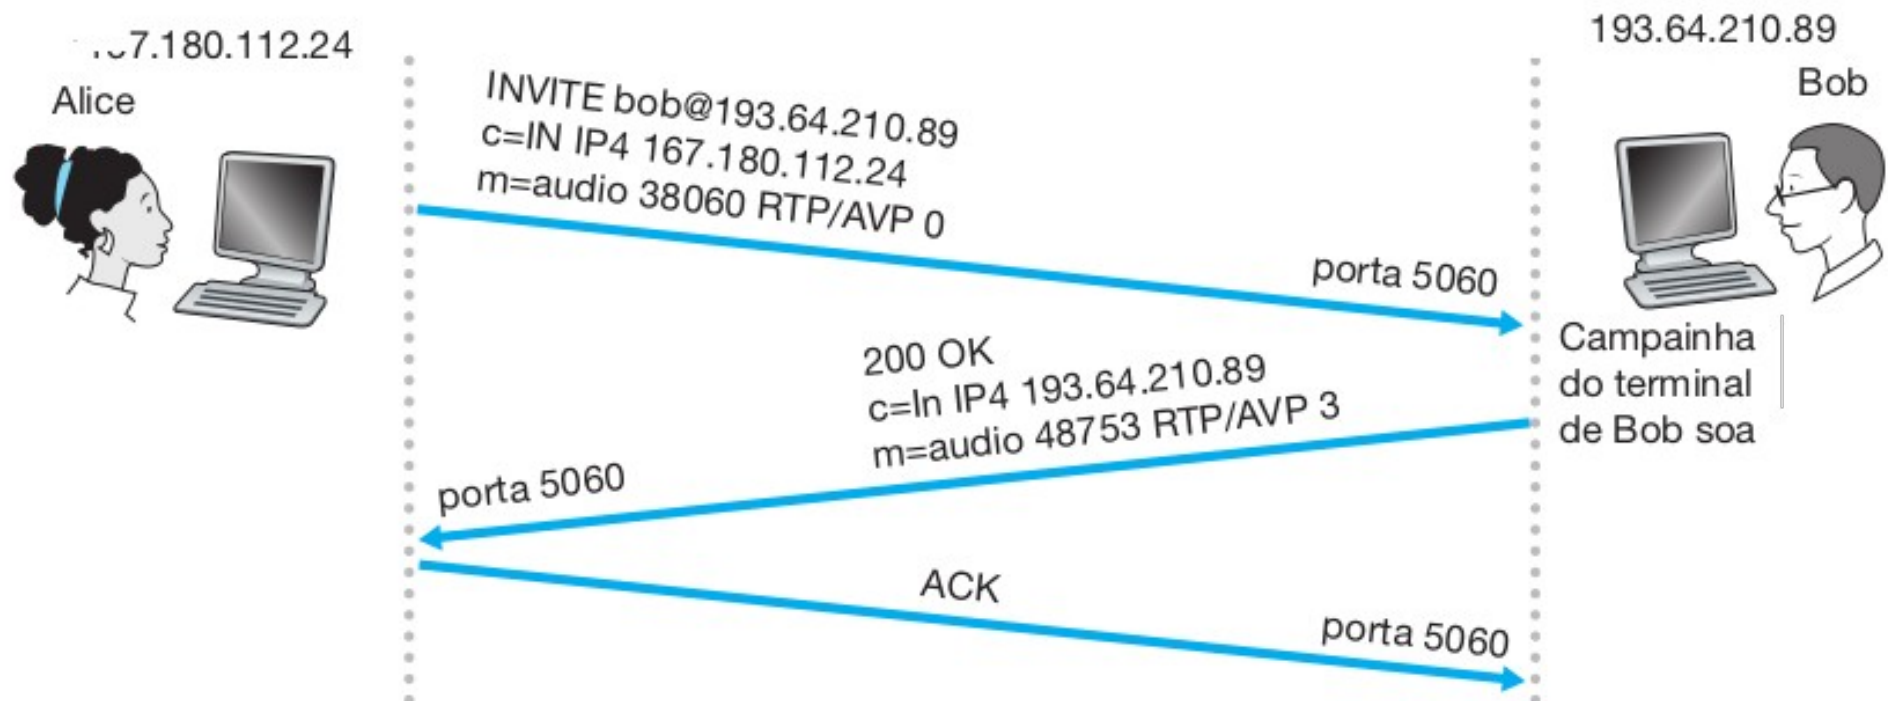 7.180.112.24
Alice
193.64.210.89
Bob
INVITE bob@193.64.210.89
c=IN IP4 167.180.112.24
m=audio 38060 RTP/AVP 0
porta 5060
Campainha
do terminal
de Bob soa
200 OK
c=In IP4 193.64.210.89
m=audio 48753 RTP/AVP 3
porta 5060
ACK
porta 5060